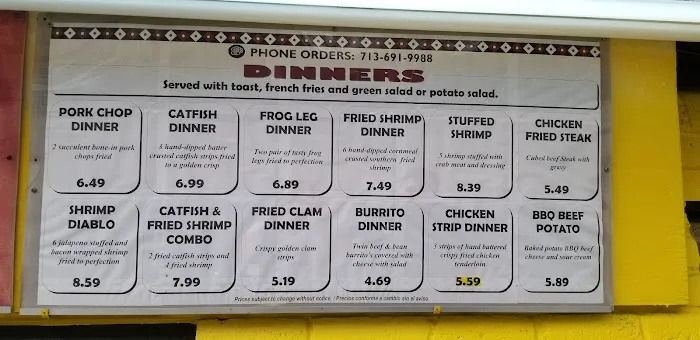 PHONE ORDERS: 713-691-9988
DINNERS
Served with toast, french fries and green salad or potato salad.
PORK CHOP
DINNER
2 succulent bone-in pork
chops fried
6.49
CATFISH
DINNER
3 hand-dipped batter
crusted catfish strips fried
to a golden crisp
6.99
FROG LEG
DINNER
Two pair of tasty frog
legs fried to perfection
6.89
FRIED SHRIMP
DINNER
6 hand-dipped cornmeal
crusted southern fried
shrimp
7.49
STUFFED
SHRIMP
5 shrimp stuffed with
crab meat and dressing
8.39
CHICKEN
FRIED STEAK
Cubed beef Steak with
gravy
5.49
SHRIMP
DIABLO
6 jalapeno stuffed and
bacon wrapped shrimp
fried to perfection
8.59
CATFISH &
FRIED SHRIMP
COMBO
2 fried catfish strips and
4 fried shrimp
7.99
FRIED CLAM
DINNER
Crispy golden clam
strips
5.19
BURRITO
DINNER
Twin beef & bean
burrito's covered with
cheese with salad
4.69
CHICKEN
STRIP DINNER
5 strips of hand battered
crispy fried chicken
tenderloin
5.59
BBQ BEEF
POTATO
Baked potato BBQ beef
cheese and sour cream
5.89
Prices subject to change without notice. / Precios conforme a cambio sin el aviso.